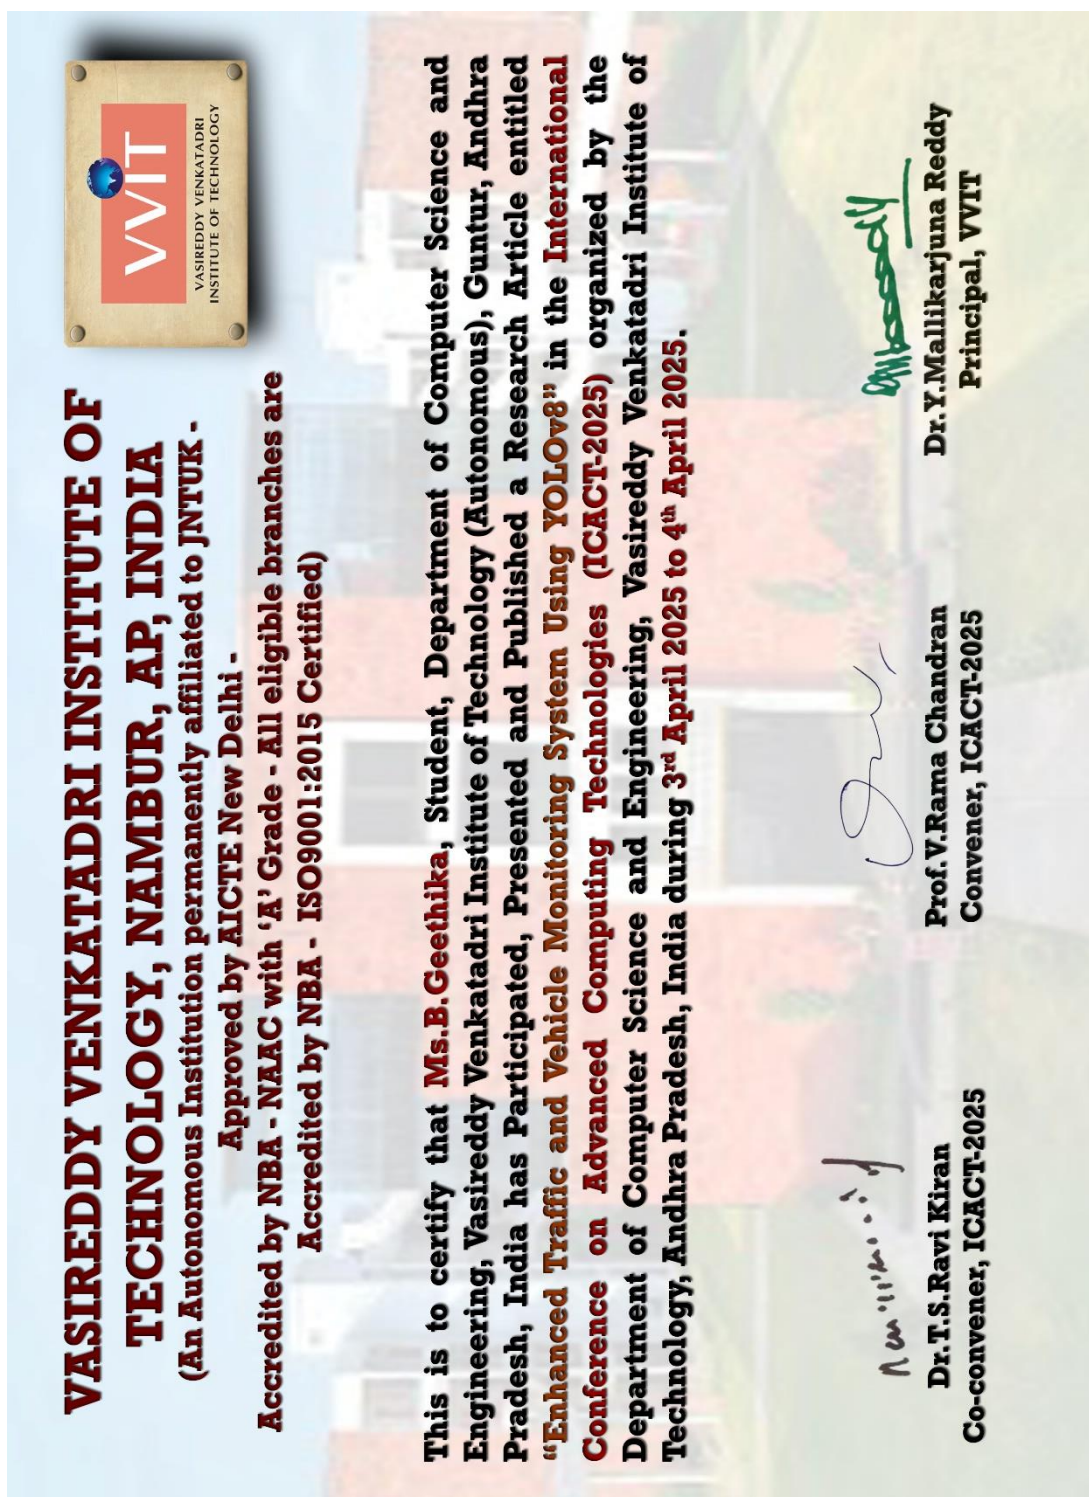 VASIREDDY VENKATADRI INSTITUTE OF
TECHNOLOGY, NAMBUR, AP, INDIA
(An Autonomous Institution permanently affiliated to JNTUK -
Approved by AICTE New Delhi -
Accredited by NBA - NAAC with 'A' Grade - All eligible branches are
Accredited by NBA - ISO9001:2015 Certified)
VVIT
VASIREDDY VENKATADRI
INSTITUTE OF TECHNOLOGY
This is to certify that Ms.B.Geethika, Student, Department of Computer Science and
Engineering, Vasireddy Venkatadri Institute of Technology (Autonomous), Guntur, Andhra
Pradesh, India has Participated, Presented and Published a Research Article entitled
“Enhanced Traffic and Vehicle Monitoring System Using YOLOv8” in the International
Conference on Advanced Computing Technologies (ICACT-2025) organized by the
Department of Computer Science and Engineering, Vasireddy Venkatadri Institute of
Technology, Andhra Pradesh, India during 3rd April 2025 to 4th April 2025.
Dr.T.S.Ravi Kiran
Co-convener, ICACT-2025
Prof.V.Rama Chandran
Convener, ICACT-2025
Dr.Y.Mallikarjuna Reddy
Principal, VVIT